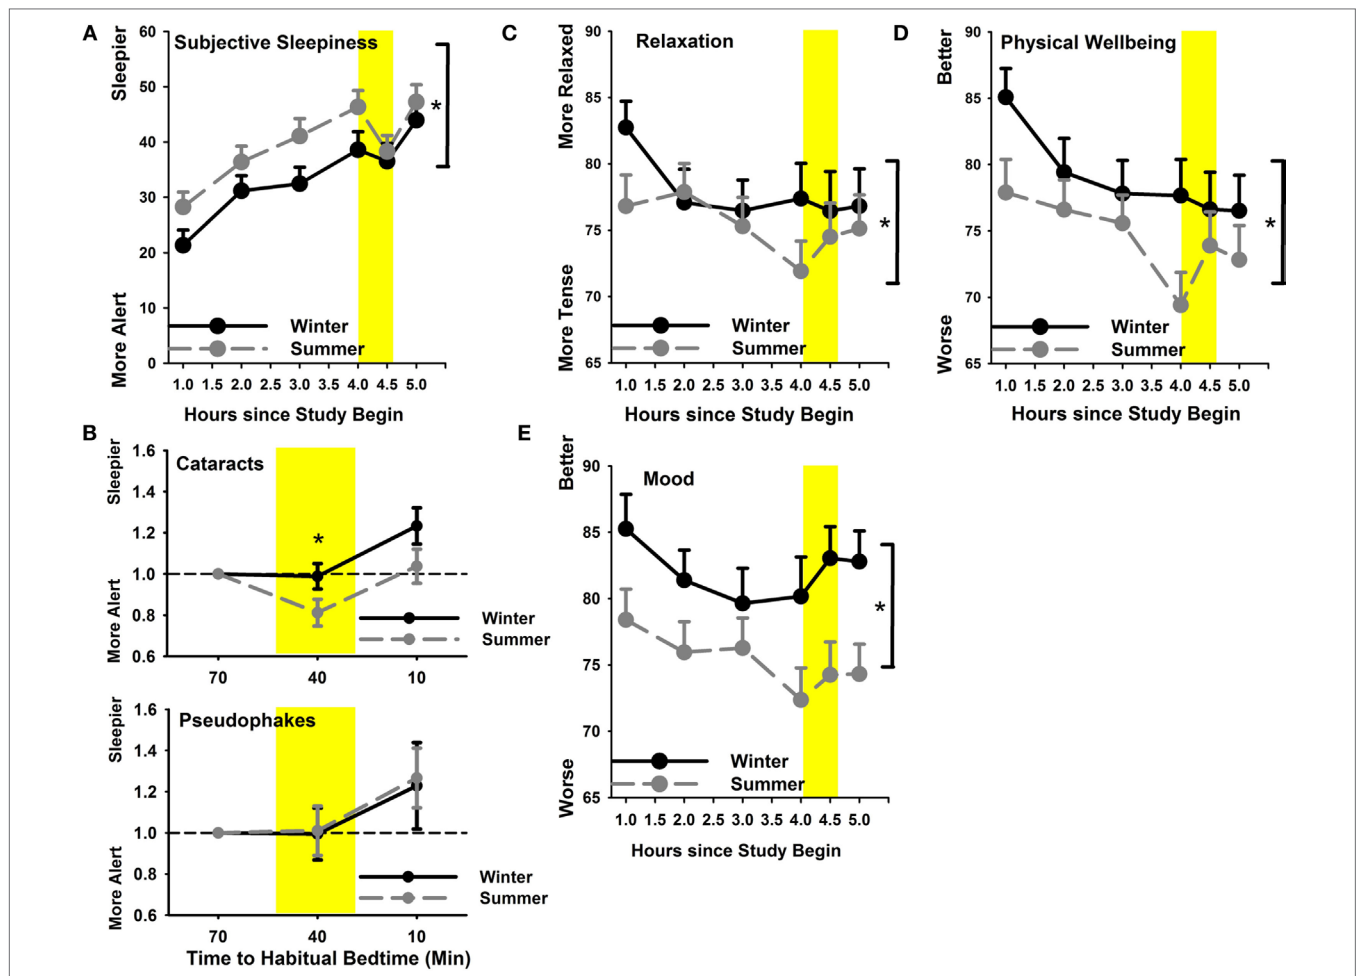 A
Subjective Sleepiness
Sleepier
More Alert
60
50
40
30
20
10
0
*
Winter
Summer
1.0 1.5 2.0 2.5 3.0 3.5 4.0 4.5 5.0
Hours since Study Begin
C
Relaxation
More Relaxed
More Tense
90
85
80
75
70
65
*
Winter
Summer
1.0 1.5 2.0 2.5 3.0 3.5 4.0 4.5 5.0
Hours since Study Begin
D
Physical Wellbeing
Better
Worse
90
85
80
75
70
65
*
Winter
Summer
1.0 1.5 2.0 2.5 3.0 3.5 4.0 4.5 5.0
Hours since Study Begin
B
Cataracts
Sleepier
More Alert
1.6
1.4
1.2
1.0
0.8
0.6
*
Winter
Summer
70 40 10
Pseudophakes
Sleepier
More Alert
1.6
1.4
1.2
1.0
0.8
0.6
Winter
Summer
70 40 10
Time to Habitual Bedtime (Min)
E
Mood
Better
Worse
90
85
80
75
70
65
*
Winter
Summer
1.0 1.5 2.0 2.5 3.0 3.5 4.0 4.5 5.0
Hours since Study Begin